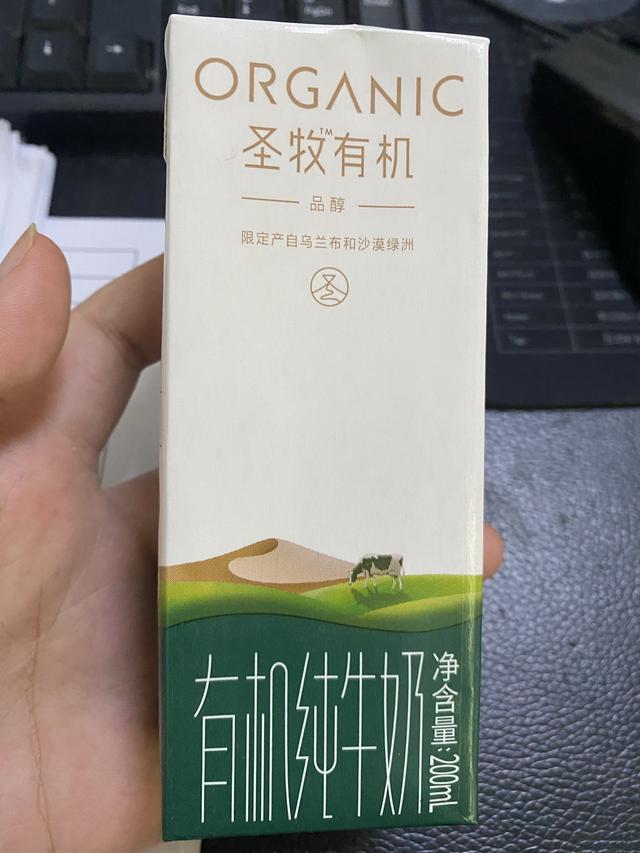 ORGANIC
圣牧有机™
品醇
限定产自乌兰布和沙漠绿洲
圣
有机纯牛奶
净含量:200mL